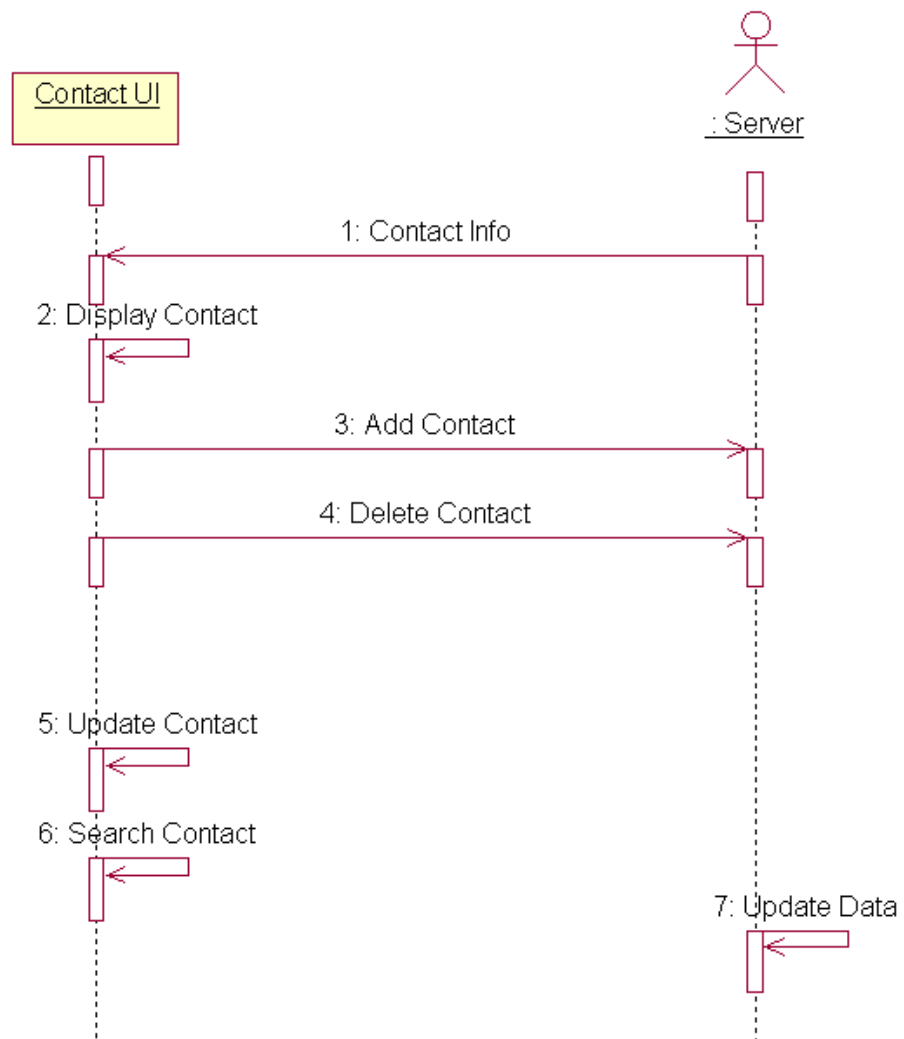 Contact UI
: Server
1: Contact Info
2: Display Contact
3: Add Contact
4: Delete Contact
5: Update Contact
6: Search Contact
7: Update Data